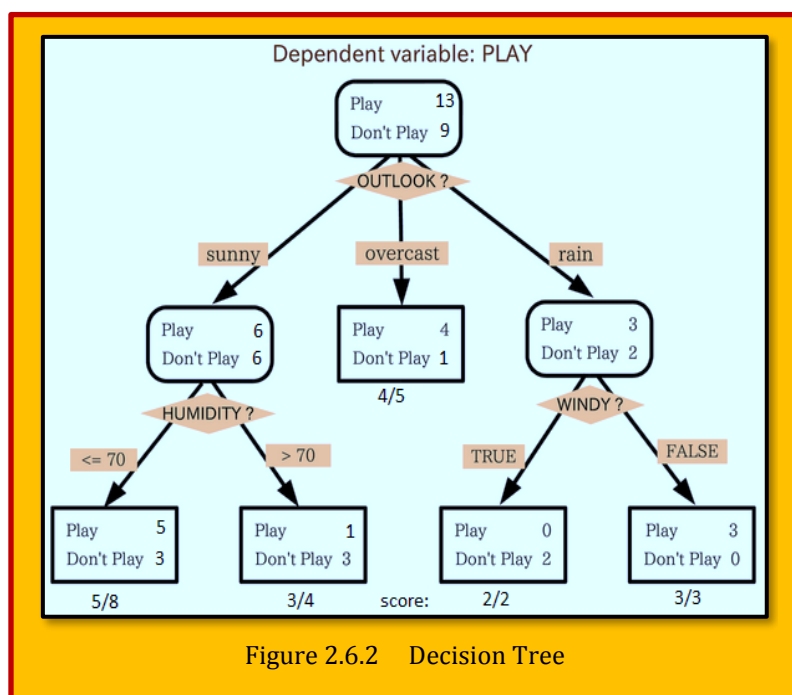 Dependent variable: PLAY
Play 13
Don't Play 9
OUTLOOK ?
sunny
overcast
rain
Play 6
Don't Play 6
Play 4
Don't Play 1
4/5
Play 3
Don't Play 2
HUMIDITY ?
WINDY ?
<= 70
> 70
TRUE
FALSE
Play 5
Don't Play 3
Play 1
Don't Play 3
Play 0
Don't Play 2
Play 3
Don't Play 0
5/8
3/4
score:
2/2
3/3
Figure 2.6.2 Decision Tree